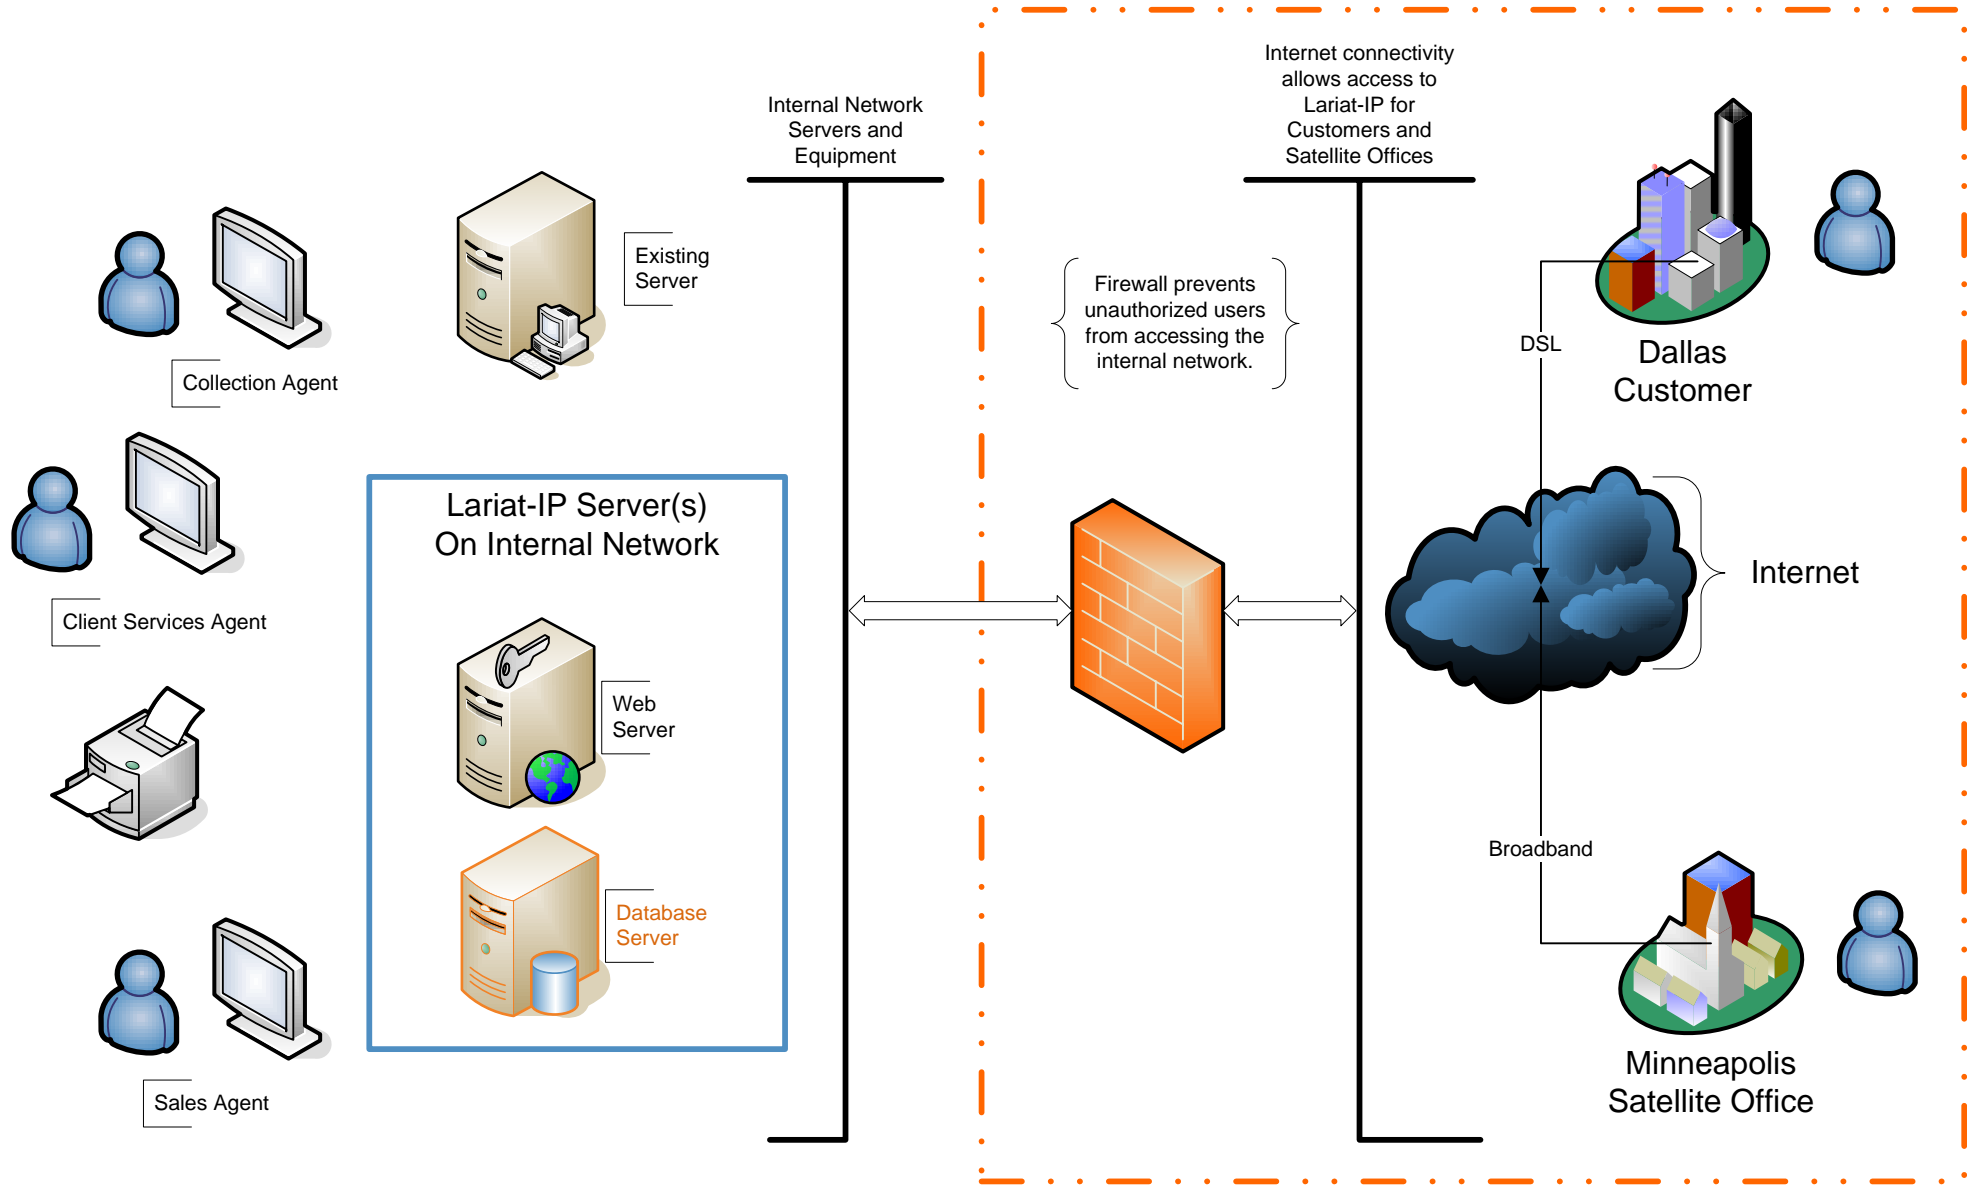 Internet connectivity
allows access to
Lariat-IP for
Customers and
Satellite Offices
Internal Network
Servers and
Equipment
Existing
Server
Firewall prevents
unauthorized users
from accessing the
internal network.
DSL
Dallas
Customer
Collection Agent
Lariat-IP Server(s)
On Internal Network
Internet
Client Services Agent
Web
Server
Broadband
Database
Server
Minneapolis
Satellite Office
Sales Agent